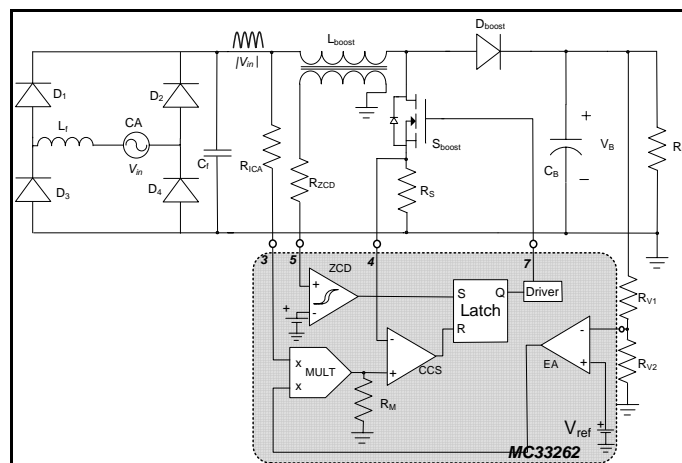 |Vin|
Lboost
Dboost
D1
D2
Lf
CA
Vin
Cf
D3
D4
RICA
RZCD
Sboost
RS
+
VB
CB
−
R
3
5
4
7
ZCD
+
-
+
S
Q
Latch
R
Driver
RV1
-
+
CCS
x
x
MULT
RM
-
EA
+
RV2
Vref
+
MC33262